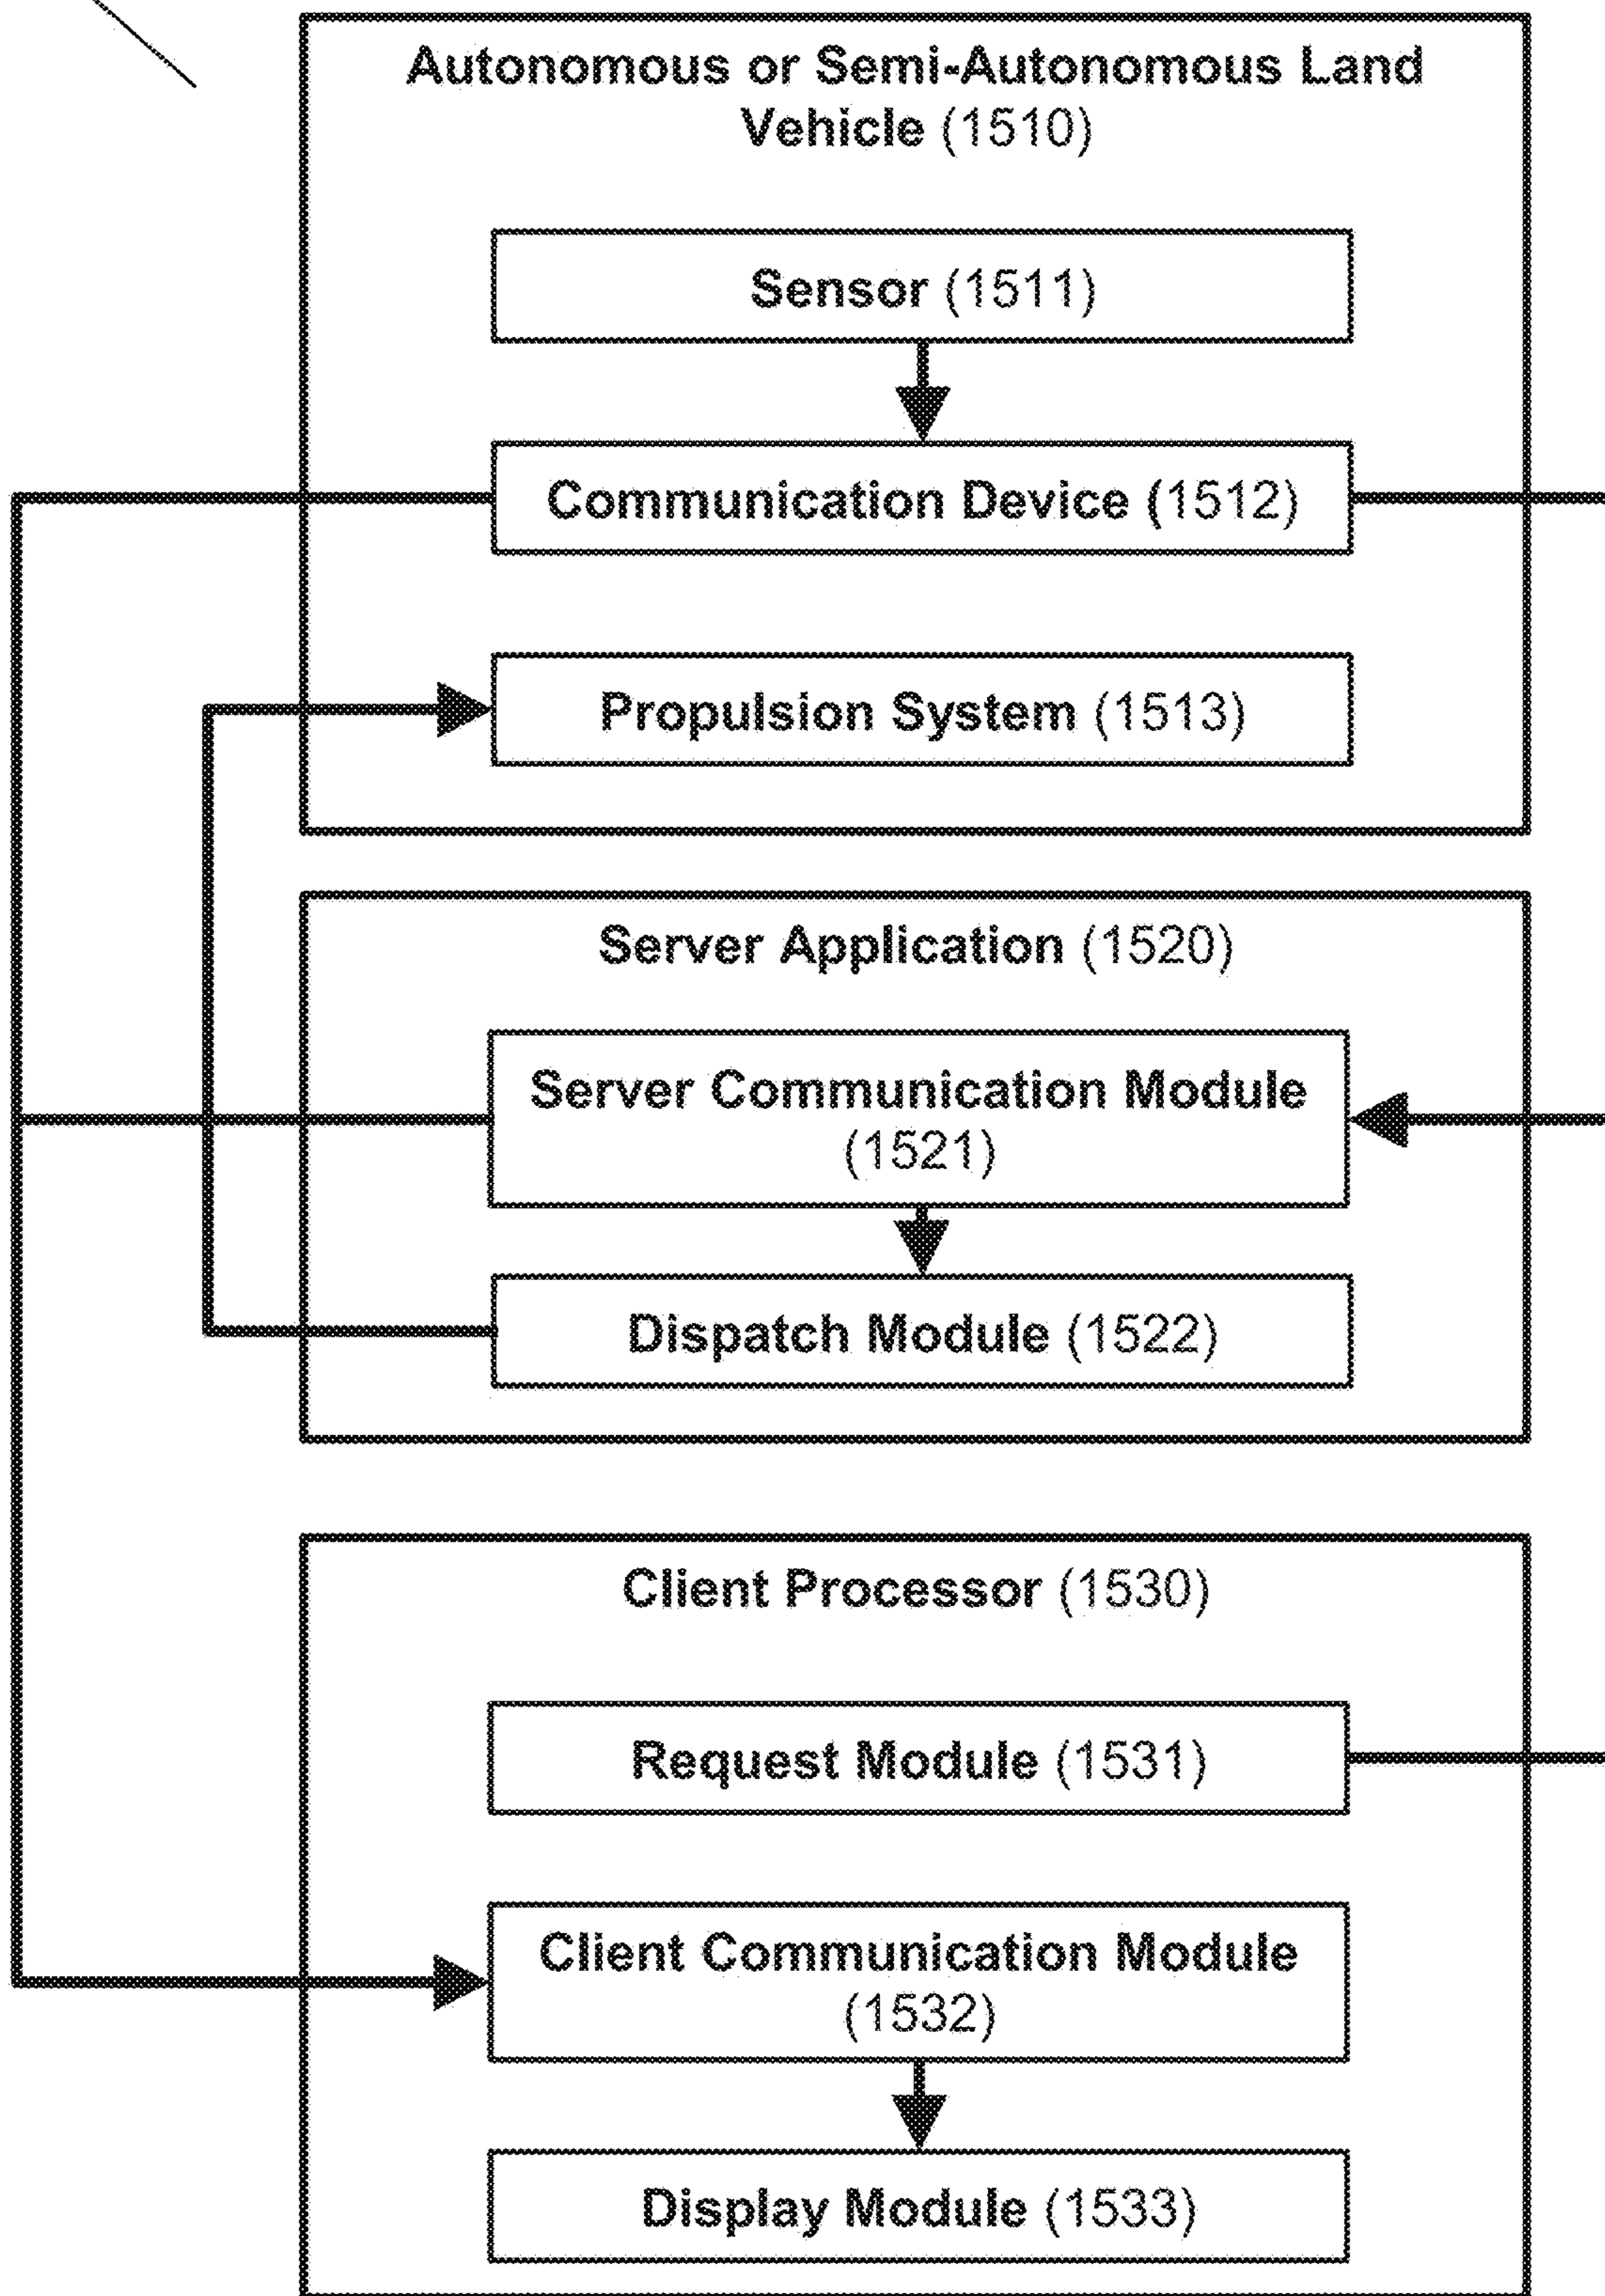 Autonomous or Semi-Autonomous Land
Vehicle (1510)
Sensor (1511)
Communication Device (1512)
Propulsion System (1513)
Server Application (1520)
Server Communication Module
(1521)
Dispatch Module (1522)
Client Processor (1530)
Request Module (1531)
Client Communication Module
(1532)
Display Module (1533)